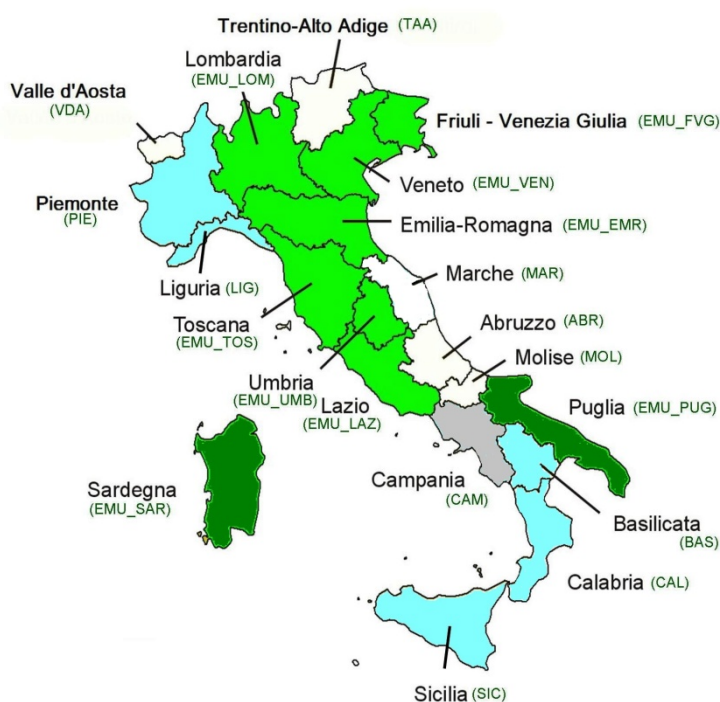 Trentino-Alto Adige (TAA)
Lombardia
(EMU_LOM)
Valle d'Aosta
(VDA)
Friuli - Venezia Giulia (EMU_FVG)
Veneto (EMU_VEN)
Piemonte
(PIE)
Emilia-Romagna (EMU_EMR)
Marche (MAR)
Liguria (LIG)
Toscana
(EMU_TOS)
Abruzzo (ABR)
Molise (MOL)
Umbria
(EMU_UMB)
Lazio
(EMU_LAZ)
Puglia (EMU_PUG)
Campania
(CAM)
Sardegna
(EMU_SAR)
Basilicata
(BAS)
Calabria (CAL)
Sicilia (SIC)